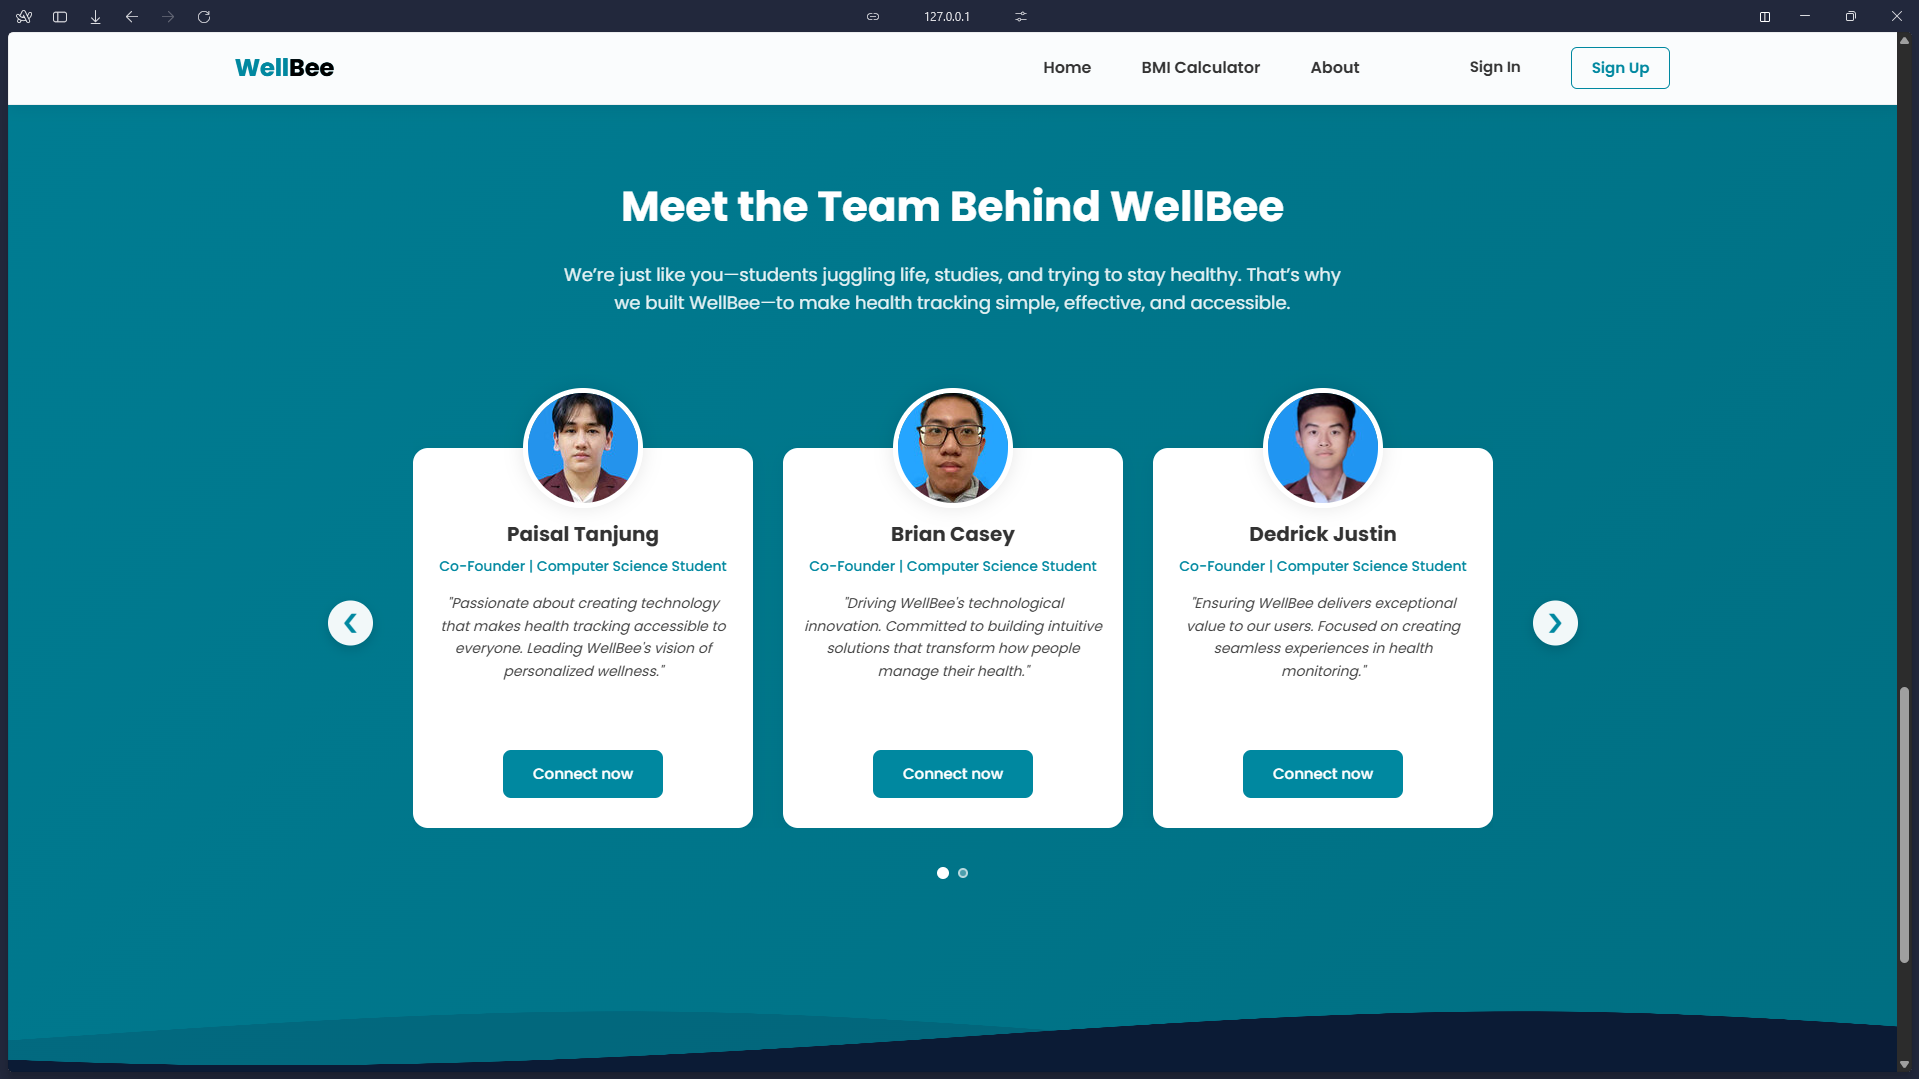 127.0.0.1
WellBee
Home
BMI Calculator
About
Sign In
Sign Up
Meet the Team Behind WellBee
We’re just like you—students juggling life, studies, and trying to stay healthy. That’s why
we built WellBee—to make health tracking simple, effective, and accessible.
Paisal Tanjung
Co-Founder | Computer Science Student
"Passionate about creating technology
that makes health tracking accessible to
everyone. Leading WellBee's vision of
personalized wellness."
Connect now
Brian Casey
Co-Founder | Computer Science Student
"Driving WellBee's technological
innovation. Committed to building intuitive
solutions that transform how people
manage their health."
Connect now
Dedrick Justin
Co-Founder | Computer Science Student
"Ensuring WellBee delivers exceptional
value to our users. Focused on creating
seamless experiences in health
monitoring."
Connect now